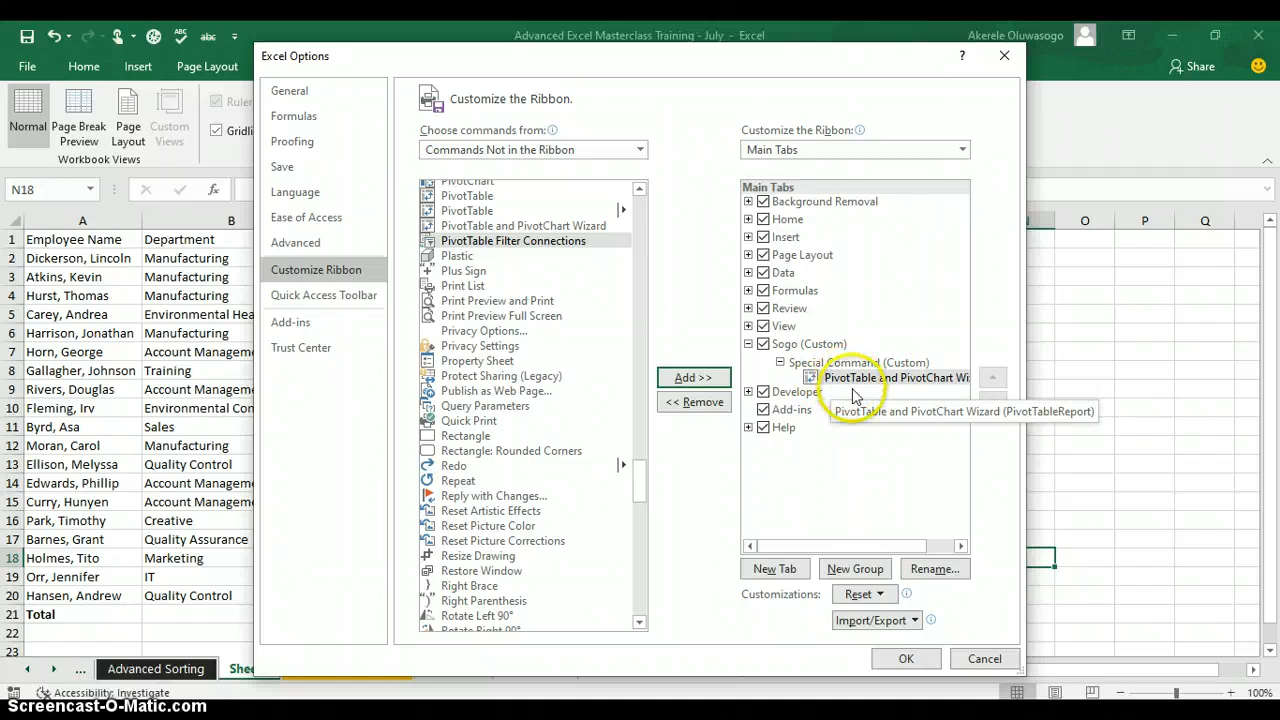 Advanced Excel Masterclass Training - July - Excel
Akerele Oluwasogo
File Home Insert Page Layout
Share
Excel Options
Normal
Page Break Preview
Page Layout
Custom Views
Ruler
Gridli
Workbook Views
N18
fx
A B N O P Q
1 Employee Name Department
2 Dickerson, Lincoln Manufacturing
3 Atkins, Kevin Manufacturing
4 Hurst, Thomas Manufacturing
5 Carey, Andrea Environmental Hea
6 Harrison, Jonathan Manufacturing
7 Horn, George Account Manageme
8 Gallagher, Johnson Training
9 Rivers, Douglas Account Manageme
10 Fleming, Irv Account Manageme
11 Byrd, Asa Sales
12 Marks, Carol Account Manageme
13 Ellison, Melyssa Quality Control
14 Edwards, Phillip Account Manageme
15 Curry, Hunyen Account Manageme
16 Park, Timothy Creative
17 Barnes, Grant Quality Assurance
18 Holmes, Tito Marketing
19 Orr, Jennifer IT
20 Hansen, Andrew Quality Control
21 Total
22
23
General
Formulas
Proofing
Save
Language
Ease of Access
Advanced
Customize Ribbon
Quick Access Toolbar
Add-ins
Trust Center
Customize the Ribbon.
Choose commands from:
Commands Not in the Ribbon
PivotChart
PivotTable
PivotTable
PivotTable and PivotChart Wizard
PivotTable Filter Connections
Plastic
Plus Sign
Print List
Print Preview and Print
Print Preview Full Screen
Privacy Options...
Privacy Settings
Property Sheet
Protect Sharing (Legacy)
Publish as Web Page...
Query Parameters
Quick Print
Rectangle
Rectangle: Rounded Corners
Redo
Repeat
Reply with Changes...
Reset Artistic Effects
Reset Picture Color
Reset Picture Corrections
Resize Drawing
Restore Window
Right Brace
Right Parenthesis
Rotate Left 90°
Rotate Right 90°
Add >>
<< Remove
Customize the Ribbon:
Main Tabs
Main Tabs
Background Removal
Home
Insert
Page Layout
Data
Formulas
Review
View
Sogo (Custom)
Special Command (Custom)
PivotTable and PivotChart Wi
Developer
Add-ins
Help
PivotTable and PivotChart Wizard (PivotTableReport)
New Tab New Group Rename...
Customizations: Reset
Import/Export
OK Cancel
... Advanced Sorting Shee
Accessibility: Investigate
100%
Screencast-O-Matic.com